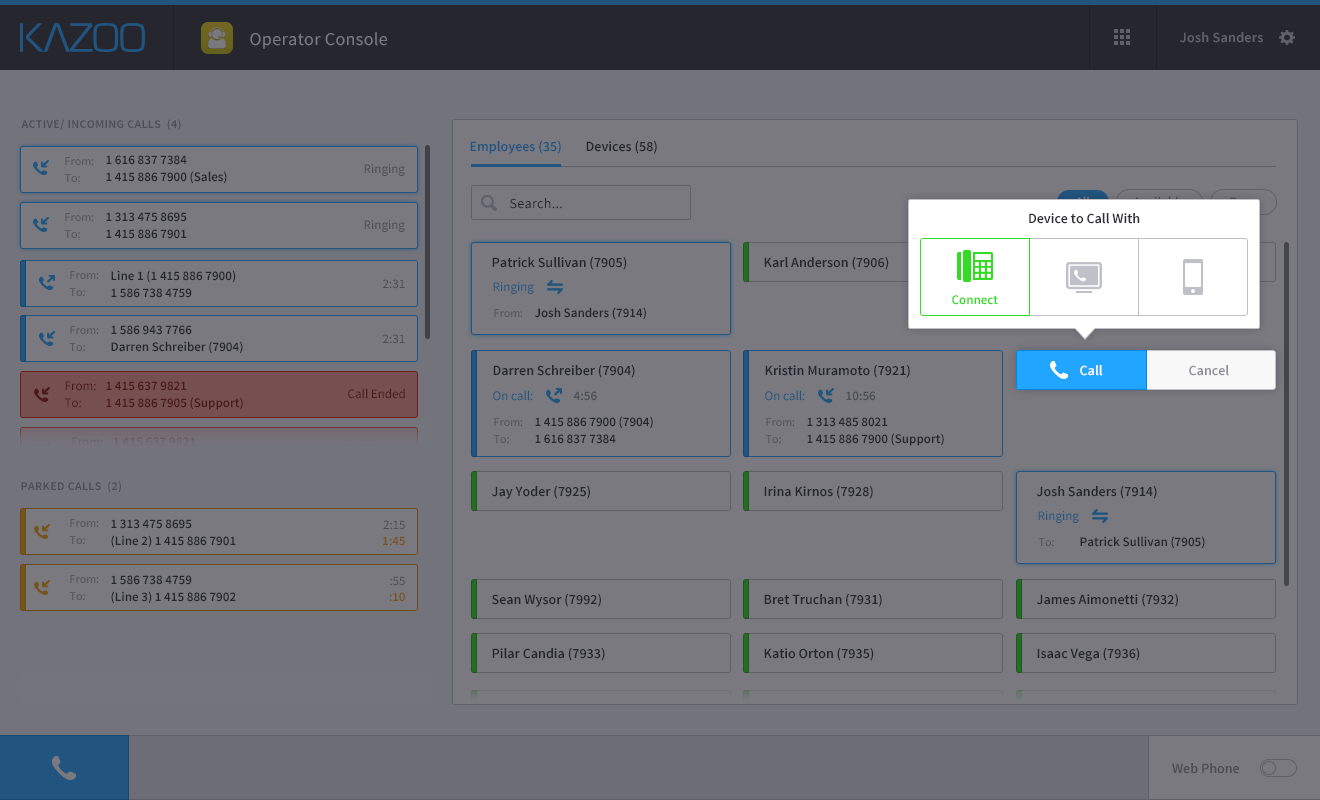 KAZOO
Operator Console
Josh Sanders
ACTIVE/ INCOMING CALLS (4)
From: 1 616 837 7384
To: 1 415 886 7900 (Sales)
Ringing
From: 1 313 475 8695
To: 1 415 886 7901
Ringing
From: Line 1 (1 415 886 7900)
To: 1 586 738 4759
2:31
From: 1 586 943 7766
To: Darren Schreiber (7904)
2:31
From: 1 415 637 9821
To: 1 415 886 7905 (Support)
Call Ended
From: 1 415 637 9821
PARKED CALLS (2)
From: 1 313 475 8695
To: (Line 2) 1 415 886 7901
2:15
1:45
From: 1 586 738 4759
To: (Line 3) 1 415 886 7902
:55
:10
Employees (35)
Devices (58)
Search...
Device to Call With
Connect
Call
Cancel
Patrick Sullivan (7905)
Ringing
From: Josh Sanders (7914)
Karl Anderson (7906)
Darren Schreiber (7904)
On call: 4:56
From: 1 415 886 7900 (7904)
To: 1 616 837 7384
Kristin Muramoto (7921)
On call: 10:56
From: 1 313 485 8021
To: 1 415 886 7900 (Support)
Jay Yoder (7925)
Irina Kirnos (7928)
Josh Sanders (7914)
Ringing
To: Patrick Sullivan (7905)
Sean Wysor (7992)
Bret Truchan (7931)
James Aimonetti (7932)
Pilar Candia (7933)
Katio Orton (7935)
Isaac Vega (7936)
Web Phone